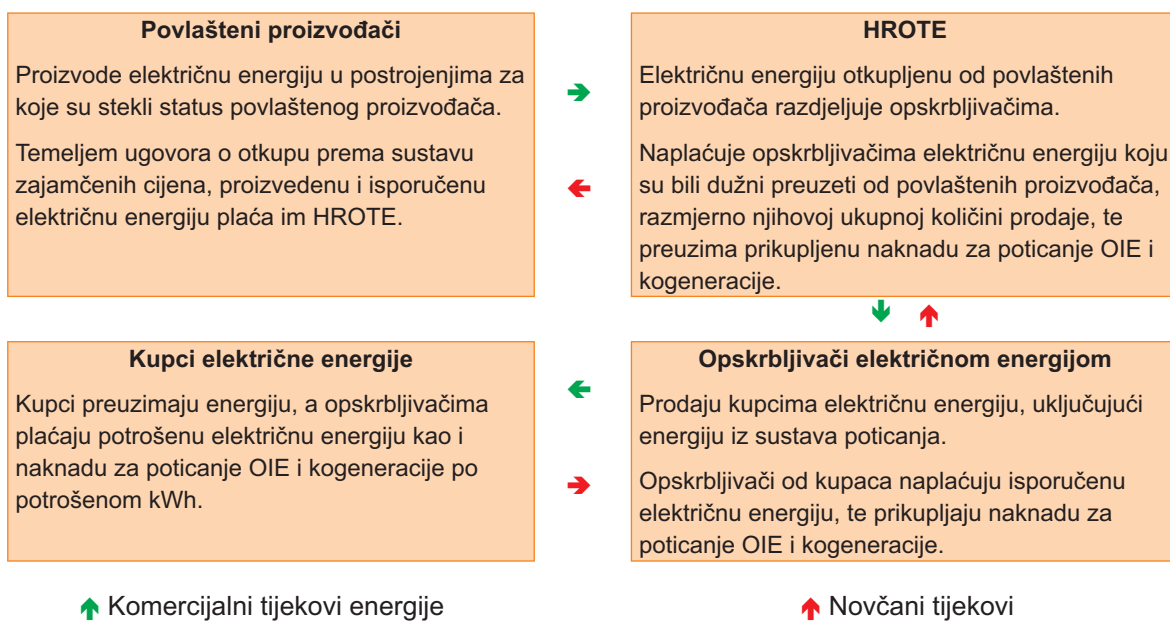 Povlašteni proizvođači
Proizvode električnu energiju u postrojenjima za
koje su stekli status povlaštenog proizvođača.
Temeljem ugovora o otkupu prema sustavu
zajamčenih cijena, proizvedenu i isporučenu
električnu energiju plaća im HROTE.
HROTE
Električnu energiju otkupljenu od povlaštenih
proizvođača razdjeljuje opskrbljivačima.
Naplaćuje opskrbljivačima električnu energiju koju
su bili dužni preuzeti od povlaštenih proizvođača,
razmjerno njihovoj ukupnoj količini prodaje, te
preuzima prikupljenu naknadu za poticanje OIE i
kogeneracije.
Kupci električne energije
Kupci preuzimaju energiju, a opskrbljivačima
plaćaju potrošenu električnu energiju kao i
naknadu za poticanje OIE i kogeneracije po
potrošenom kWh.
Opskrbljivači električnom energijom
Prodaju kupcima električnu energiju, uključujući
energiju iz sustava poticanja.
Opskrbljivači od kupaca naplaćuju isporučenu
električnu energiju, te prikupljaju naknadu za
poticanje OIE i kogeneracije.
Komercijalni tijekovi energije
Novčani tijekovi